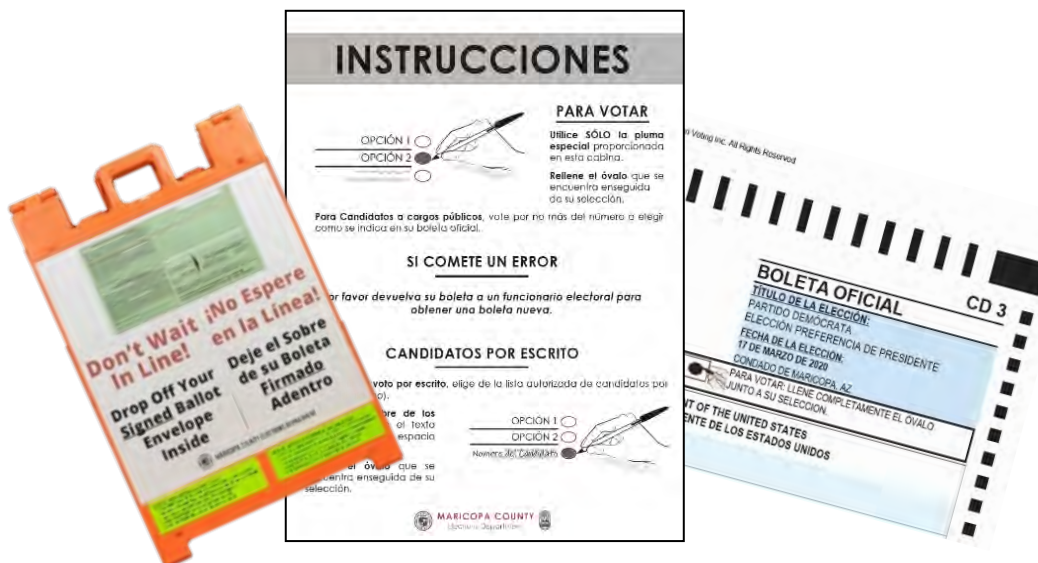 Don't Wait
In Line!
¡No Espere
en la Línea!
Drop Off Your
Signed Ballot
Envelope
Inside
Deje el Sobre
de su Boleta
Firmado
Adentro
INSTRUCCIONES
PARA VOTAR
OPCIÓN 1
OPCIÓN 2
Utilice SÓLO la pluma
especial proporcionada
en esta cabina.
Rellene el óvalo que se
encuentra enseguida
de su selección.
Para Candidatos a cargos públicos, vote por no más del número a elegir
como se indica en su boleta oficial.
SI COMETE UN ERROR
favor devuelva su boleta a un funcionario electoral para
obtener una boleta nueva.
CANDIDATOS POR ESCRITO
voto por escrito, elige de la lista autorizada de candidatos por
de los
el texto
espacio
el óvalo que se
enseguida de su
selección.
OPCIÓN 1
OPCIÓN 2
MARICOPA COUNTY
Elections Department
Voting Inc. All Rights Reserved
BOLETA OFICIAL
CD 3
TÍTULO DE LA ELECCIÓN:
PARTIDO DEMÓCRATA
ELECCIÓN PREFERENCIA DE PRESIDENTE
FECHA DE LA ELECCIÓN:
17 DE MARZO DE 2020
CONDADO DE MARICOPA, AZ
PARA VOTAR: LLENE COMPLETAMENTE EL ÓVALO
JUNTO A SU SELECCION.
OF THE UNITED STATES
DE LOS ESTADOS UNIDOS